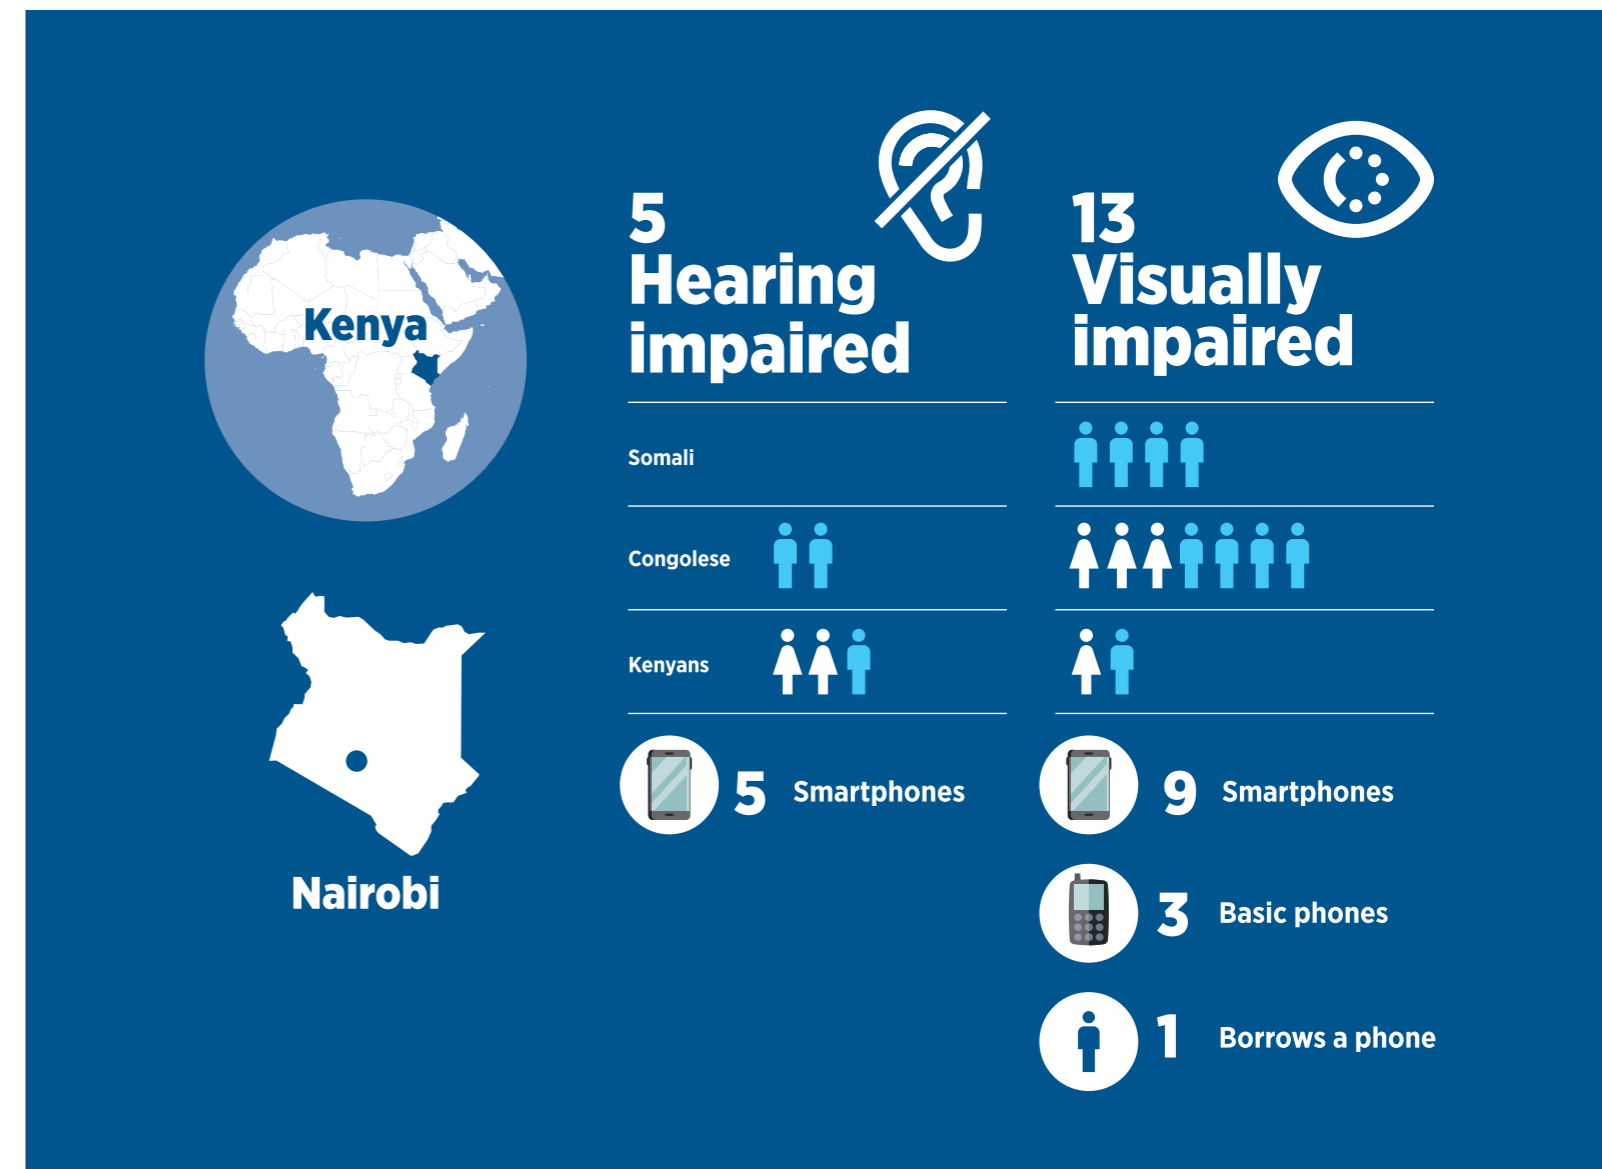 Kenya
Nairobi
5
Hearing
impaired
13
Visually
impaired
Somali
Congolese
Kenyans
5 Smartphones
9 Smartphones
3 Basic phones
1 Borrows a phone